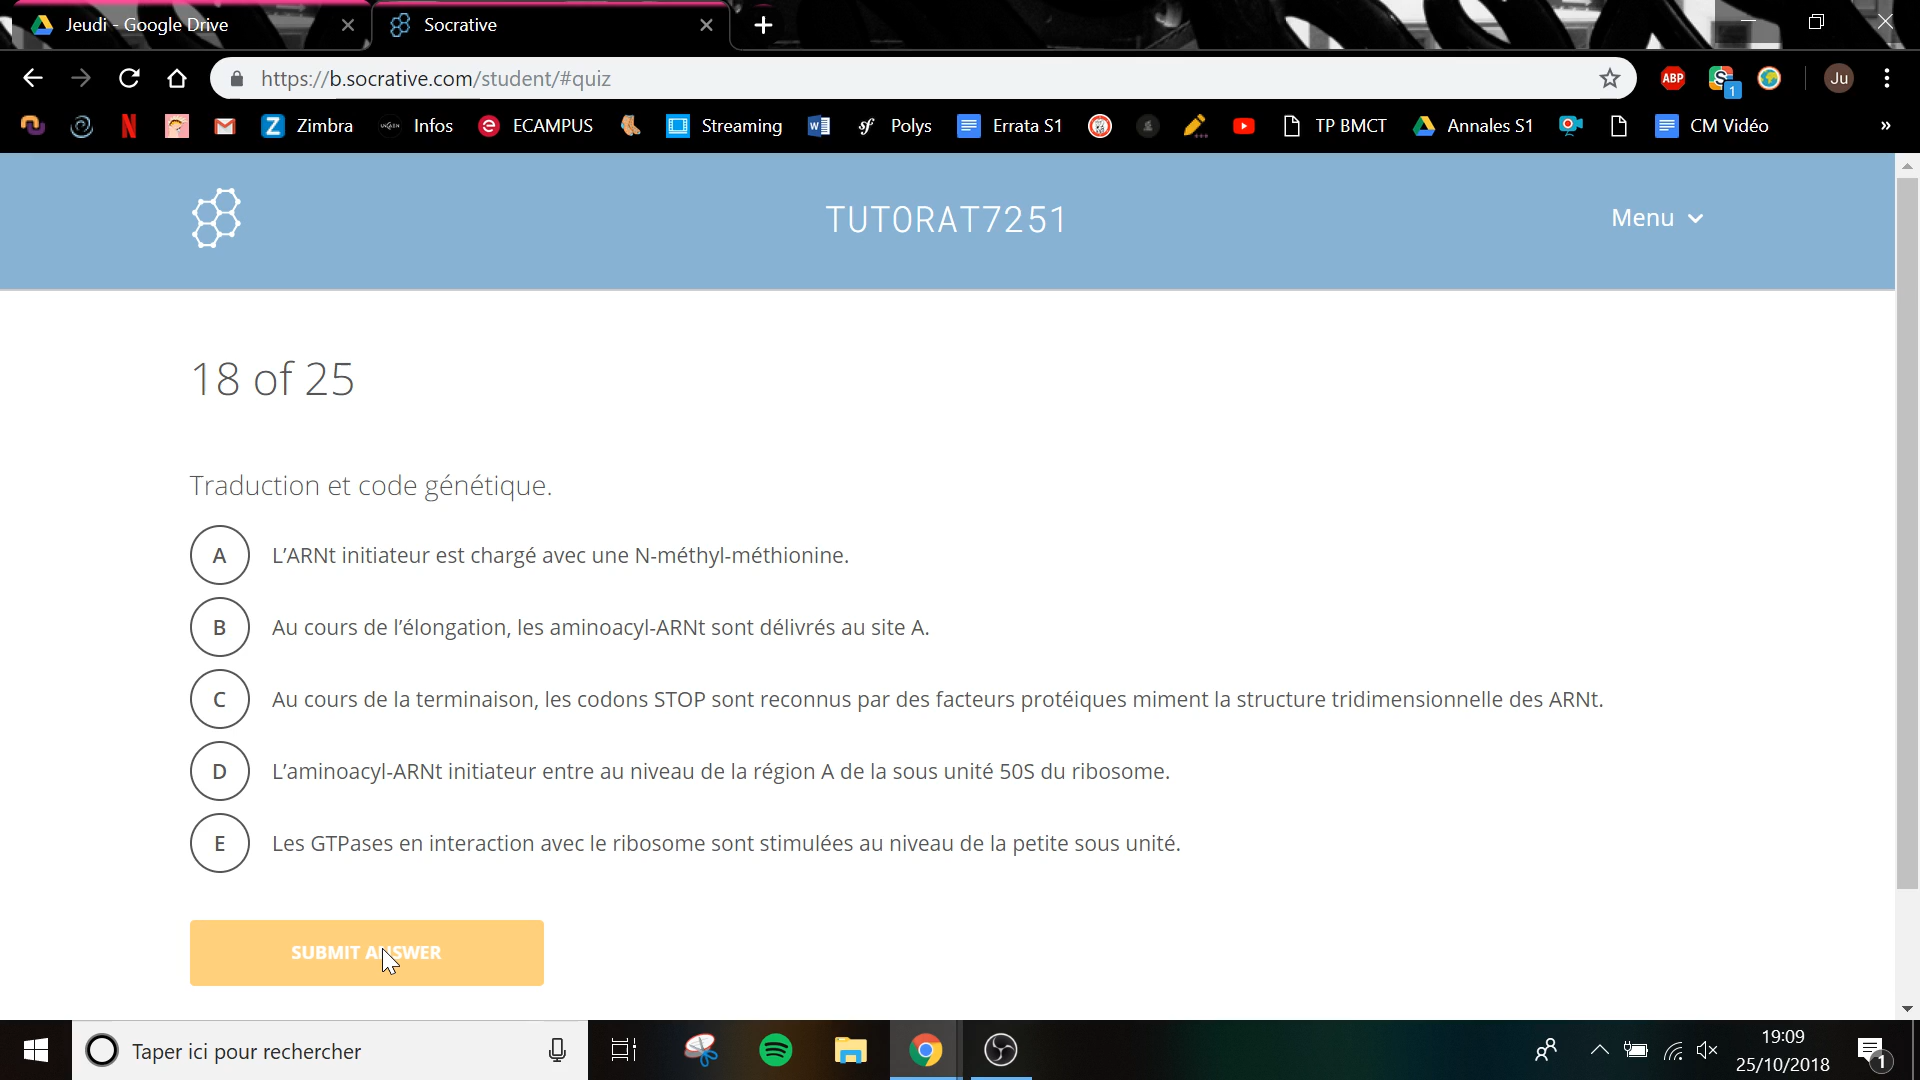 Jeudi - Google Drive
Socrative
https://b.socrative.com/student/#quiz
ABP
S
1
Ju
N
Z Zimbra
Infos
e ECAMPUS
Streaming
W
sf Polys
Errata S1
TP BMCT
Annales S1
CM Vidéo
»
TUTORAT7251
Menu
18 of 25
Traduction et code génétique.
A L’ARNt initiateur est chargé avec une N-méthyl-méthionine.
B Au cours de l’élongation, les aminoacyl-ARNt sont délivrés au site A.
C Au cours de la terminaison, les codons STOP sont reconnus par des facteurs protéiques miment la structure tridimensionnelle des ARNt.
D L’aminoacyl-ARNt initiateur entre au niveau de la région A de la sous unité 50S du ribosome.
E Les GTPases en interaction avec le ribosome sont stimulées au niveau de la petite sous unité.
SUBMIT ANSWER
Taper ici pour rechercher
19:09
25/10/2018
1